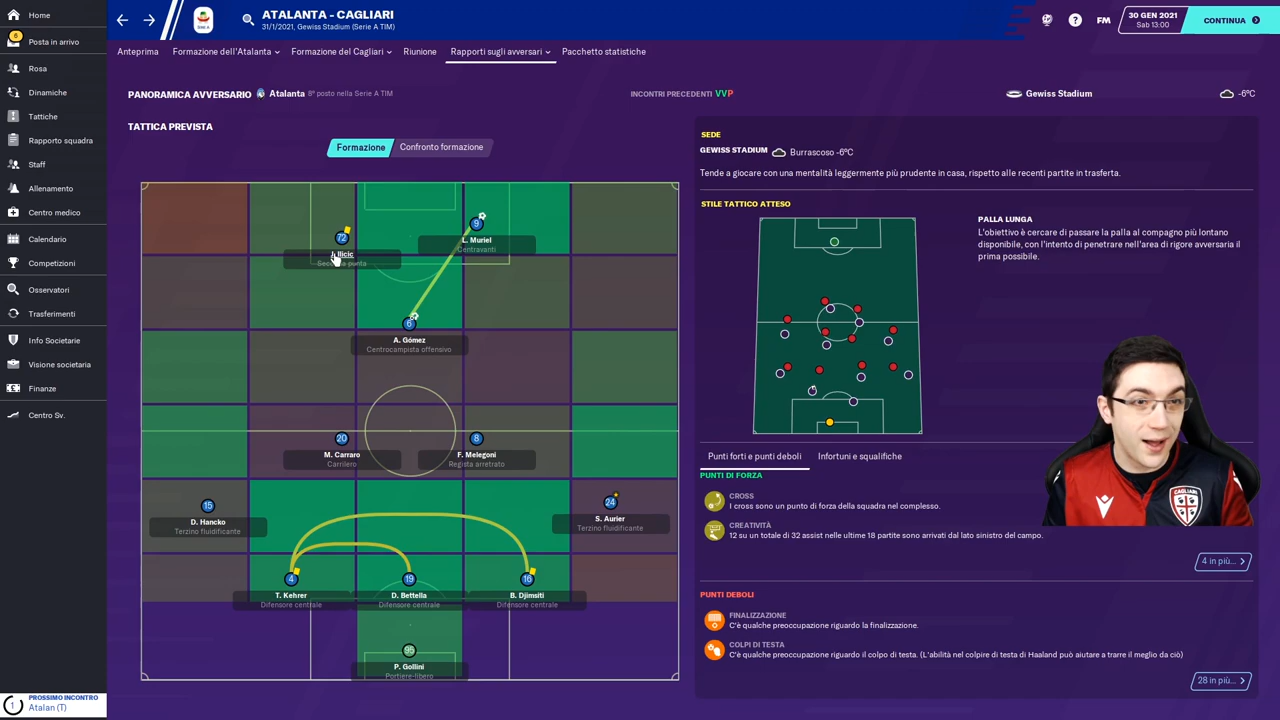 Home
6
Posta in arrivo
Rosa
Dinamiche
Tattiche
Rapporto squadra
Staff
Allenamento
Centro medico
Calendario
Competizioni
Osservatori
Trasferimenti
Info Societarie
Visione societaria
Finanze
Centro Sv.
1
PROSSIMO INCONTRO
Atalan (T)
SERIE A
ATALANTA - CAGLIARI
31/1/2021, Gewiss Stadium (Serie A TIM)
?
FM
30 GEN 2021
Sab 13:00
CONTINUA
Anteprima
Formazione dell'Atalanta
Formazione del Cagliari
Riunione
Rapporti sugli avversari
Pacchetto statistiche
PANORAMICA AVVERSARIO
Atalanta
8º posto nella Serie A TIM
INCONTRI PRECEDENTI VVP
Gewiss Stadium
-6ºC
TATTICA PREVISTA
Formazione
Confronto formazione
9
L. Muriel
Centravanti
72
Ilicic
Seconda punta
6
A. Gómez
Centrocampista offensivo
20
M. Carraro
Carrilero
8
F. Melegoni
Regista arretrato
15
D. Hancko
Terzino fluidificante
24
S. Aurier
Terzino fluidificante
4
T. Kehrer
Difensore centrale
19
D. Bettella
Difensore centrale
16
B. Djimsiti
Difensore centrale
95
P. Gollini
Portiere-libero
SEDE
GEWISS STADIUM
Burrascoso -6ºC
Tende a giocare con una mentalità leggermente più prudente in casa, rispetto alle recenti partite in trasferta.
STILE TATTICO ATTESO
PALLA LUNGA
L'obiettivo è cercare di passare la palla al compagno più lontano
disponibile, con l'intento di penetrare nell'area di rigore avversaria il
prima possibile.
Punti forti e punti deboli
Infortuni e squalifiche
PUNTI DI FORZA
CROSS
I cross sono un punto di forza della squadra nel complesso.
CREATIVITÀ
12 su un totale di 32 assist nelle ultime 18 partite sono arrivati dal lato sinistro del campo.
4 in più...
PUNTI DEBOLI
FINALIZZAZIONE
C'è qualche preoccupazione riguardo la finalizzazione.
COLPI DI TESTA
C'è qualche preoccupazione riguardo il colpo di testa. (L'abilità nel colpire di testa di Haaland può aiutare a trarre il meglio da ciò)
28 in più...
CAGLIARI